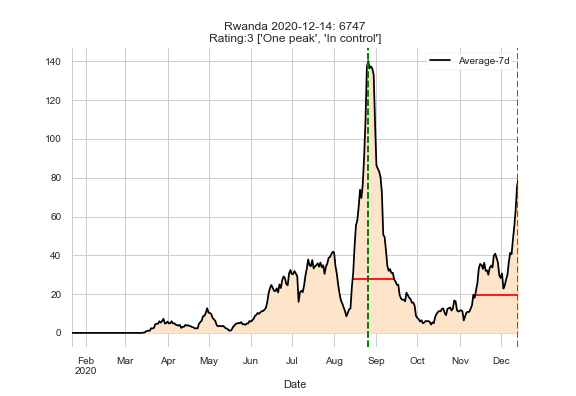 Rwanda 2020-12-14: 6747
Rating:3 ['One peak', 'In control']
Average-7d
140
120
100
80
60
40
20
0
Feb Mar Apr May Jun Jul Aug Sep Oct Nov Dec
2020
Date